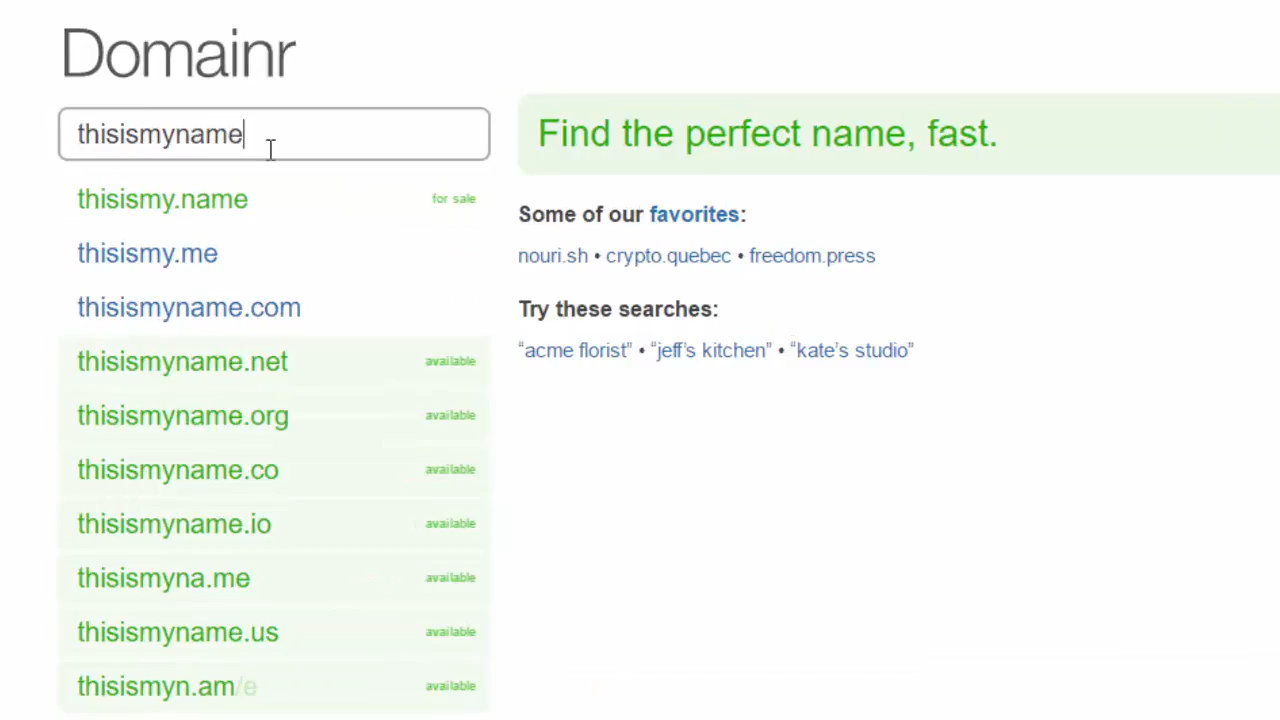 Domainr
thisismyname
Find the perfect name, fast.
thisismy.name for sale
thisismy.me
thisismyname.com
thisismyname.net available
thisismyname.org available
thisismyname.co available
thisismyname.io available
thisismyna.me available
thisismyname.us available
thisismyn.am/e available
Some of our favorites:
nouri.sh • crypto.quebec • freedom.press
Try these searches:
“acme florist” • “jeff’s kitchen” • “kate’s studio”